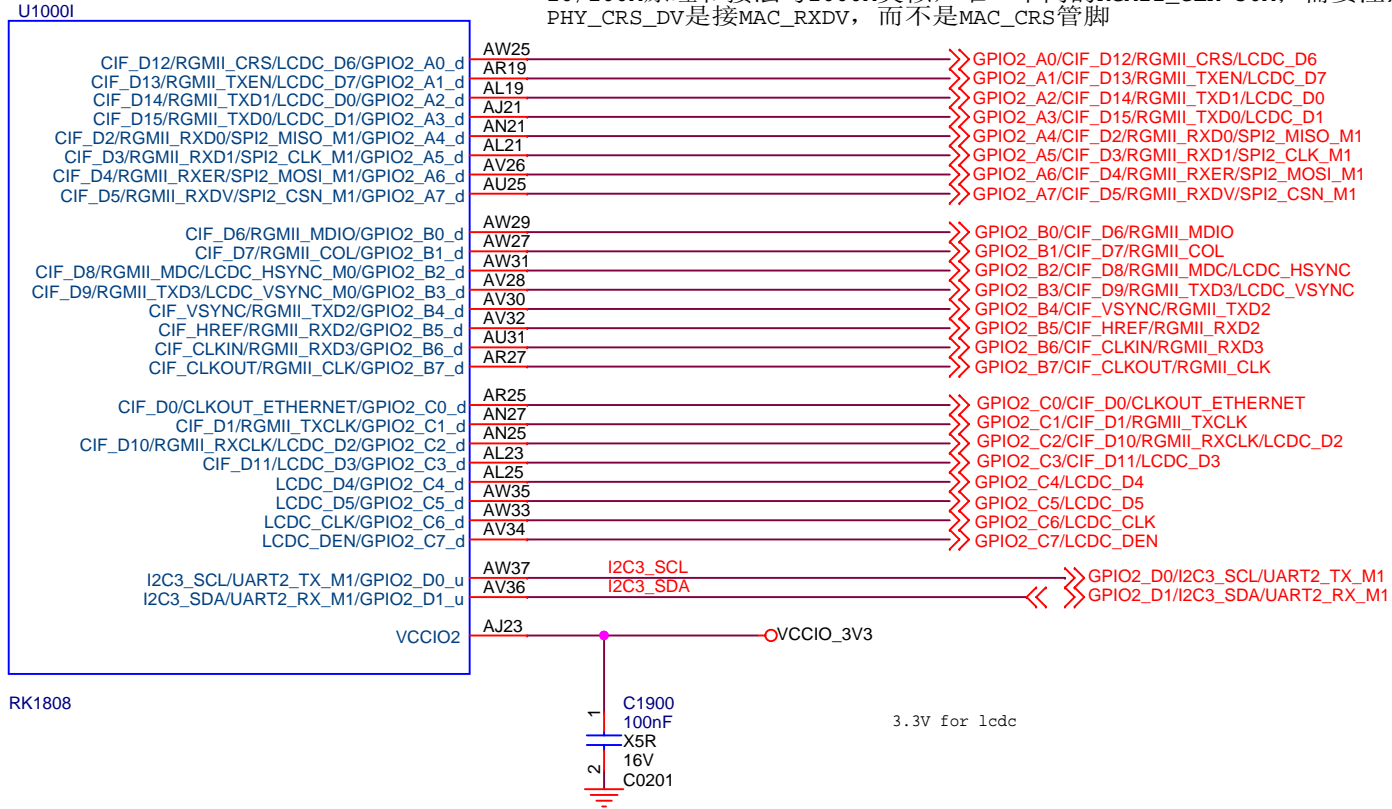 U1000I
PHY_CRS_DV是接MAC_RXDV，而不是MAC_CRS管脚
CIF_D12/RGMII_CRS/LCDC_D6/GPIO2_A0_d AW25 GPIO2_A0/CIF_D12/RGMII_CRS/LCDC_D6
CIF_D13/RGMII_TXEN/LCDC_D7/GPIO2_A1_d AR19 GPIO2_A1/CIF_D13/RGMII_TXEN/LCDC_D7
CIF_D14/RGMII_TXD1/LCDC_D0/GPIO2_A2_d AL19 GPIO2_A2/CIF_D14/RGMII_TXD1/LCDC_D0
CIF_D15/RGMII_TXD0/LCDC_D1/GPIO2_A3_d AJ21 GPIO2_A3/CIF_D15/RGMII_TXD0/LCDC_D1
CIF_D2/RGMII_RXD0/SPI2_MISO_M1/GPIO2_A4_d AN21 GPIO2_A4/CIF_D2/RGMII_RXD0/SPI2_MISO_M1
CIF_D3/RGMII_RXD1/SPI2_CLK_M1/GPIO2_A5_d AL21 GPIO2_A5/CIF_D3/RGMII_RXD1/SPI2_CLK_M1
CIF_D4/RGMII_RXER/SPI2_MOSI_M1/GPIO2_A6_d AV26 GPIO2_A6/CIF_D4/RGMII_RXER/SPI2_MOSI_M1
CIF_D5/RGMII_RXDV/SPI2_CSN_M1/GPIO2_A7_d AU25 GPIO2_A7/CIF_D5/RGMII_RXDV/SPI2_CSN_M1
CIF_D6/RGMII_MDIO/GPIO2_B0_d AW29 GPIO2_B0/CIF_D6/RGMII_MDIO
CIF_D7/RGMII_COL/GPIO2_B1_d AW27 GPIO2_B1/CIF_D7/RGMII_COL
CIF_D8/RGMII_MDC/LCDC_HSYNC_M0/GPIO2_B2_d AW31 GPIO2_B2/CIF_D8/RGMII_MDC/LCDC_HSYNC
CIF_D9/RGMII_TXD3/LCDC_VSYNC_M0/GPIO2_B3_d AV28 GPIO2_B3/CIF_D9/RGMII_TXD3/LCDC_VSYNC
CIF_VSYNC/RGMII_TXD2/GPIO2_B4_d AV30 GPIO2_B4/CIF_VSYNC/RGMII_TXD2
CIF_HREF/RGMII_RXD2/GPIO2_B5_d AV32 GPIO2_B5/CIF_HREF/RGMII_RXD2
CIF_CLKIN/RGMII_RXD3/GPIO2_B6_d AU31 GPIO2_B6/CIF_CLKIN/RGMII_RXD3
CIF_CLKOUT/RGMII_CLK/GPIO2_B7_d AR27 GPIO2_B7/CIF_CLKOUT/RGMII_CLK
CIF_D0/CLKOUT_ETHERNET/GPIO2_C0_d AR25 GPIO2_C0/CIF_D0/CLKOUT_ETHERNET
CIF_D1/RGMII_TXCLK/GPIO2_C1_d AN27 GPIO2_C1/CIF_D1/RGMII_TXCLK
CIF_D10/RGMII_RXCLK/LCDC_D2/GPIO2_C2_d AN25 GPIO2_C2/CIF_D10/RGMII_RXCLK/LCDC_D2
CIF_D11/LCDC_D3/GPIO2_C3_d AL23 GPIO2_C3/CIF_D11/LCDC_D3
LCDC_D4/GPIO2_C4_d AL25 GPIO2_C4/LCDC_D4
LCDC_D5/GPIO2_C5_d AW35 GPIO2_C5/LCDC_D5
LCDC_CLK/GPIO2_C6_d AW33 GPIO2_C6/LCDC_CLK
LCDC_DEN/GPIO2_C7_d AV34 GPIO2_C7/LCDC_DEN
I2C3_SCL/UART2_TX_M1/GPIO2_D0_u AW37 I2C3_SCL GPIO2_D0/I2C3_SCL/UART2_TX_M1
I2C3_SDA/UART2_RX_M1/GPIO2_D1_u AV36 I2C3_SDA GPIO2_D1/I2C3_SDA/UART2_RX_M1
VCCIO2 AJ23 VCCIO_3V3
RK1808
1
2
C1900
100nF
X5R
16V
C0201
3.3V for lcdc